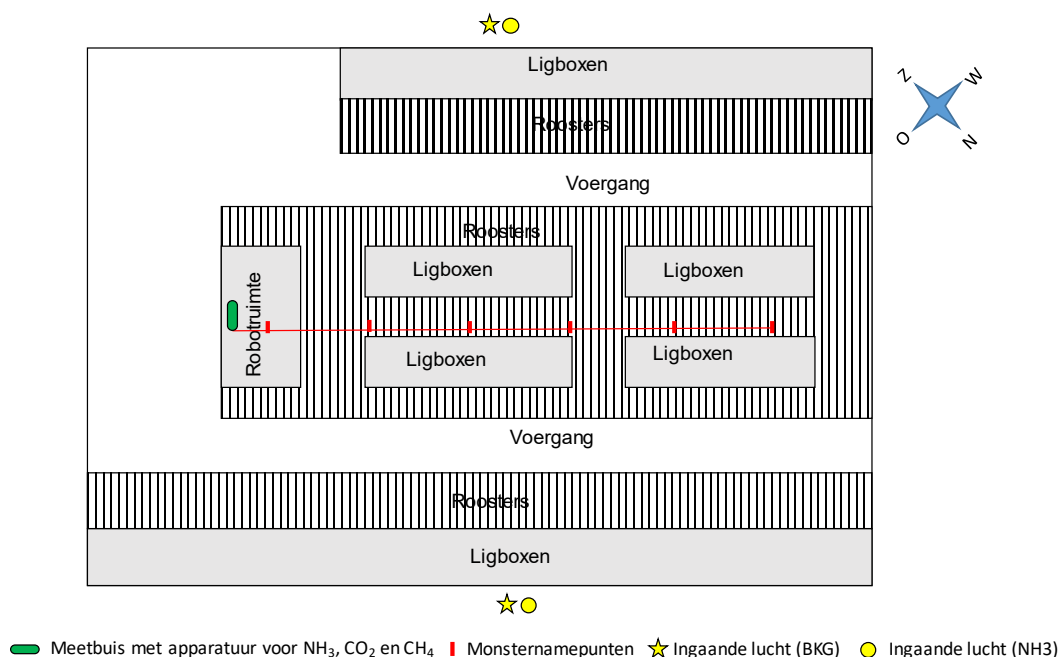 Ligboxen
Z
W
Roosters
O
N
Voergang
Roosters
Ligboxen
Ligboxen
Robotruimte
Ligboxen
Ligboxen
Voergang
Roosters
Ligboxen
Meetbuis met apparatuur voor NH₃, CO₂ en CH₄ Monsternamepunten Ingaande lucht (BKG) Ingaande lucht (NH3)